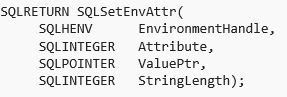 SQLRETURN SQLSetEnvAttr(
     SQLHENV      EnvironmentHandle,
     SQLINTEGER   Attribute,
     SQLPOINTER   ValuePtr,
     SQLINTEGER   StringLength);